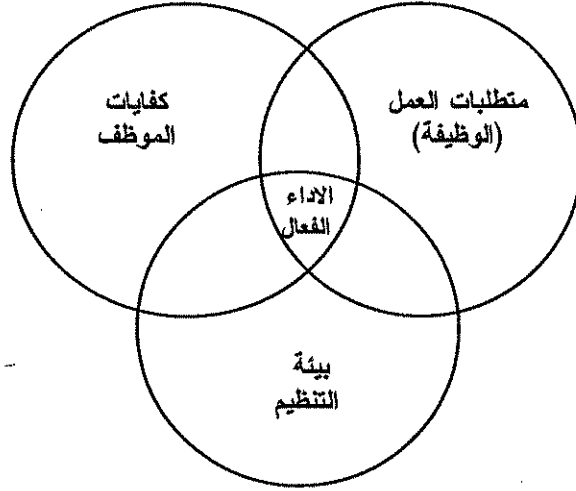 متطلبات العمل
(الوظيفة)
كفايات
الموظف
الاداء
الفعال
بيئة
التنظيم